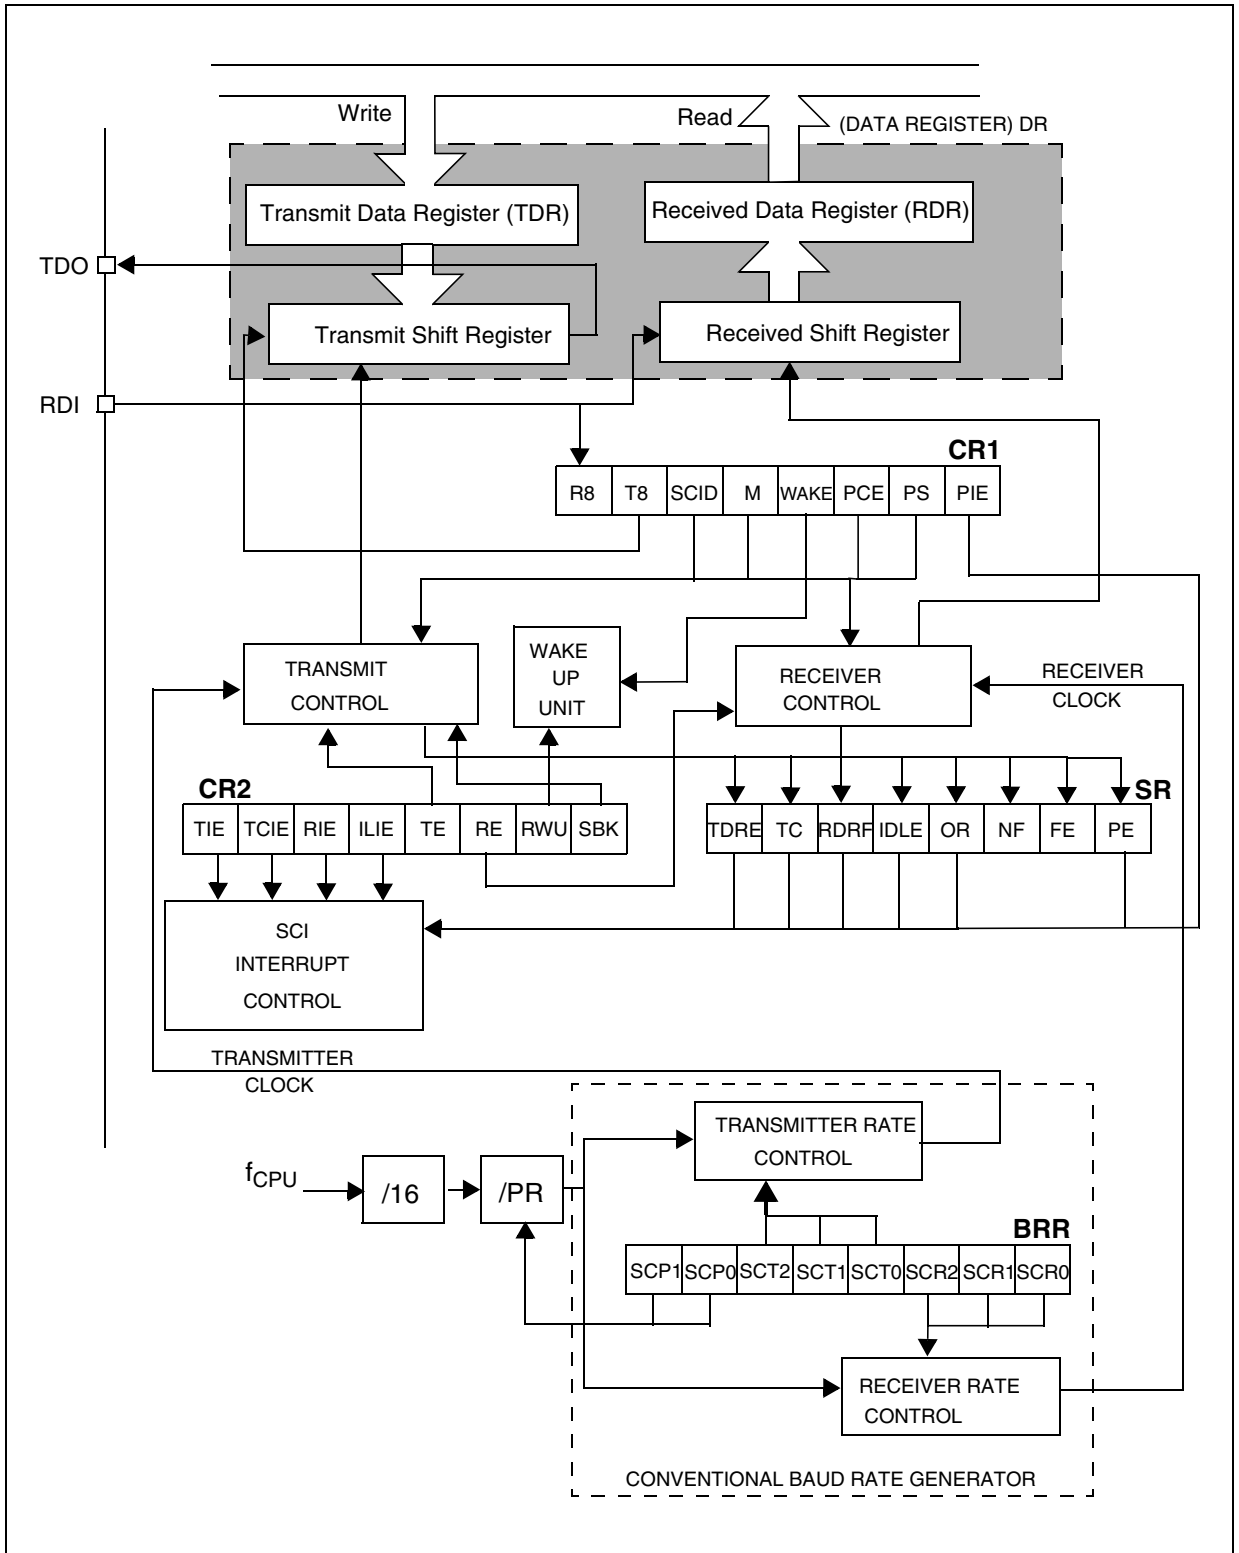 Write
Read
(DATA REGISTER) DR
Transmit Data Register (TDR)
Received Data Register (RDR)
TDO
Transmit Shift Register
Received Shift Register
RDI
CR1
R8 T8 SCID M WAKE PCE PS PIE
TRANSMIT
CONTROL
WAKE
UP
UNIT
RECEIVER
CONTROL
RECEIVER
CLOCK
CR2
TIE TCIE RIE ILIE TE RE RWU SBK
SR
TDRE TC RDRF IDLE OR NF FE PE
SCI
INTERRUPT
CONTROL
TRANSMITTER
CLOCK
TRANSMITTER RATE
CONTROL
fCPU
/16
/PR
BRR
SCP1 SCP0 SCT2 SCT1 SCT0 SCR2 SCR1 SCR0
RECEIVER RATE
CONTROL
CONVENTIONAL BAUD RATE GENERATOR